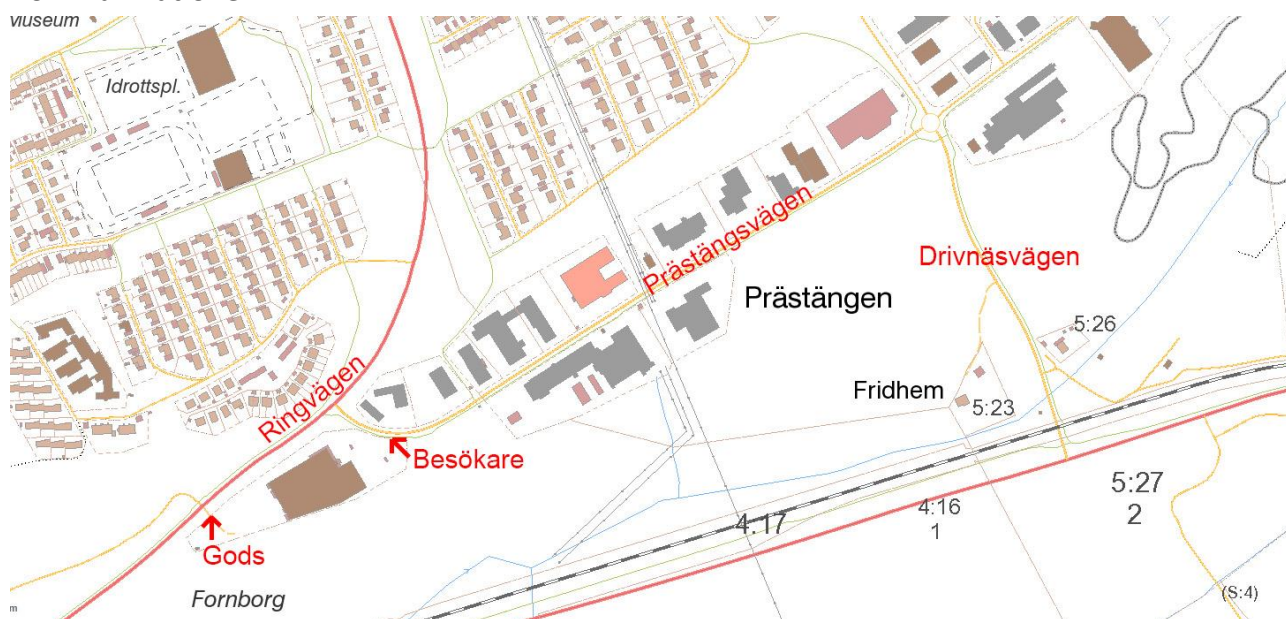 Museum
Idrottspl.
Prästängsvägen
Drivnäsvägen
Prästängen
5:26
Ringvägen
Fridhem
5:23
Besökare
5:27
2
4:16
1
4:17
Gods
Fornborg
(S:4)